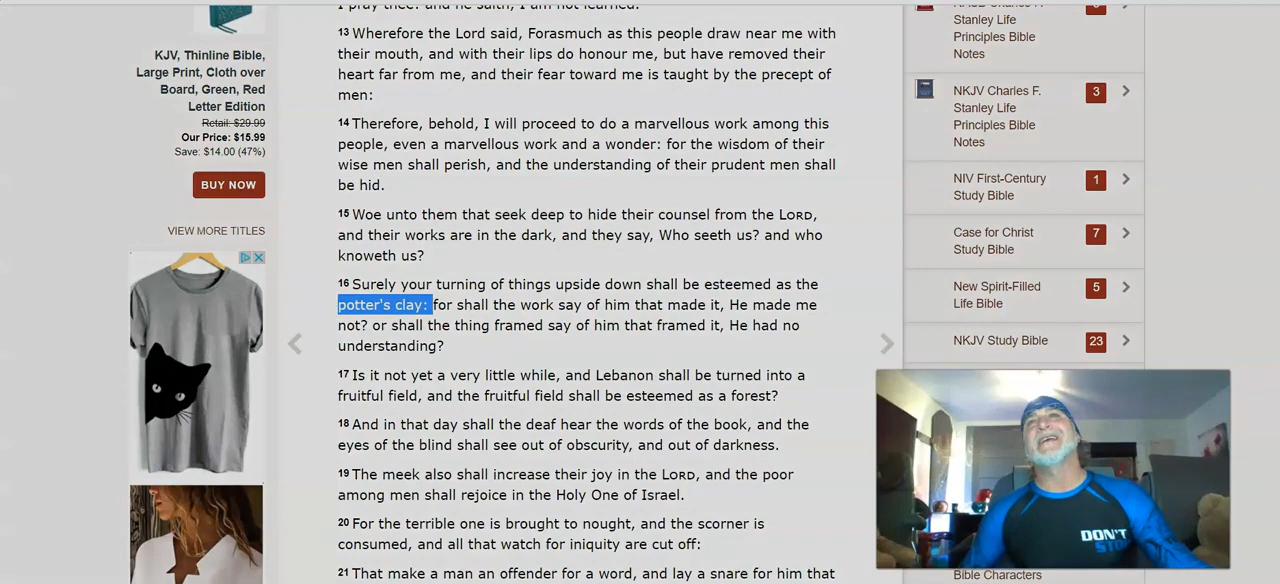 I pray thee: and he saith, I am not learned.
13 Wherefore the Lord said, Forasmuch as this people draw near me with
their mouth, and with their lips do honour me, but have removed their
heart far from me, and their fear toward me is taught by the precept of
men:
14 Therefore, behold, I will proceed to do a marvellous work among this
people, even a marvellous work and a wonder: for the wisdom of their
wise men shall perish, and the understanding of their prudent men shall
be hid.
15 Woe unto them that seek deep to hide their counsel from the LORD,
and their works are in the dark, and they say, Who seeth us? and who
knoweth us?
16 Surely your turning of things upside down shall be esteemed as the
potter's clay: for shall the work say of him that made it, He made me
not? or shall the thing framed say of him that framed it, He had no
understanding?
17 Is it not yet a very little while, and Lebanon shall be turned into a
fruitful field, and the fruitful field shall be esteemed as a forest?
18 And in that day shall the deaf hear the words of the book, and the
eyes of the blind shall see out of obscurity, and out of darkness.
19 The meek also shall increase their joy in the LORD, and the poor
among men shall rejoice in the Holy One of Israel.
20 For the terrible one is brought to nought, and the scorner is
consumed, and all that watch for iniquity are cut off:
21 That make a man an offender for a word, and lay a snare for him that
KJV, Thinline Bible,
Large Print, Cloth over
Board, Green, Red
Letter Edition
Retail: $29.99
Our Price: $15.99
Save: $14.00 (47%)
BUY NOW
VIEW MORE TITLES
Stanley Life
Principles Bible
Notes
NKJV Charles F.
Stanley Life
Principles Bible
Notes
3
NIV First-Century
Study Bible
1
Case for Christ
Study Bible
7
New Spirit-Filled
Life Bible
5
NKJV Study Bible
23
DON'T
STOP
Bible Characters